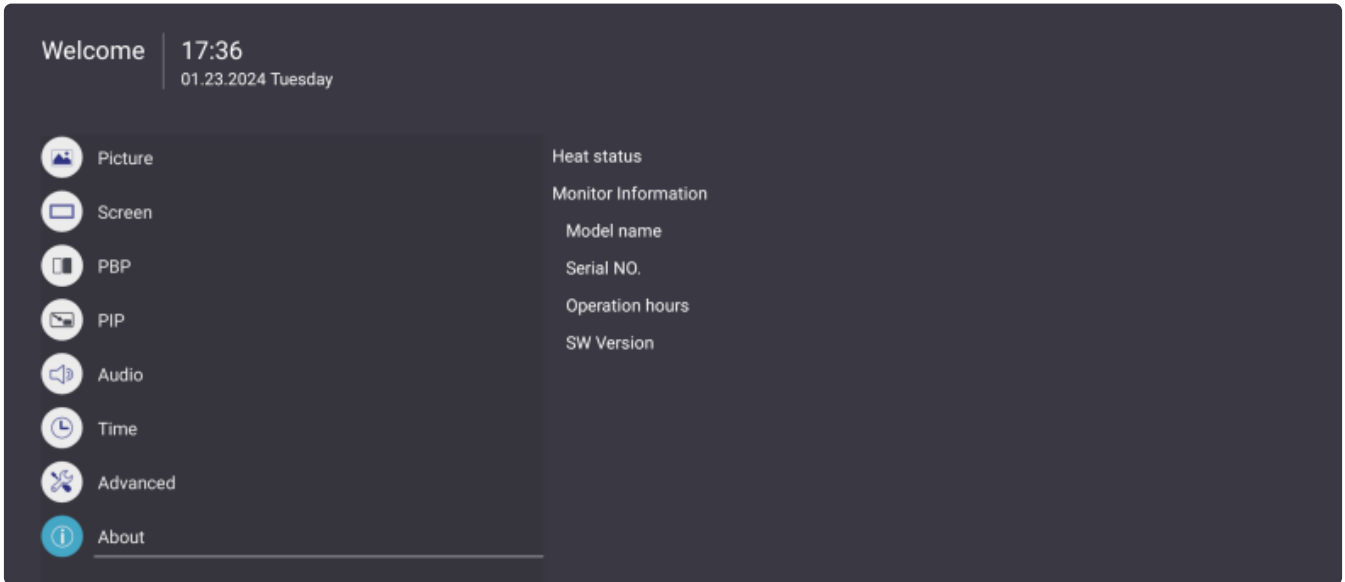 Welcome
17:36
01.23.2024 Tuesday
Picture
Screen
PBP
PIP
Audio
Time
Advanced
About
Heat status
Monitor Information
Model name
Serial NO.
Operation hours
SW Version